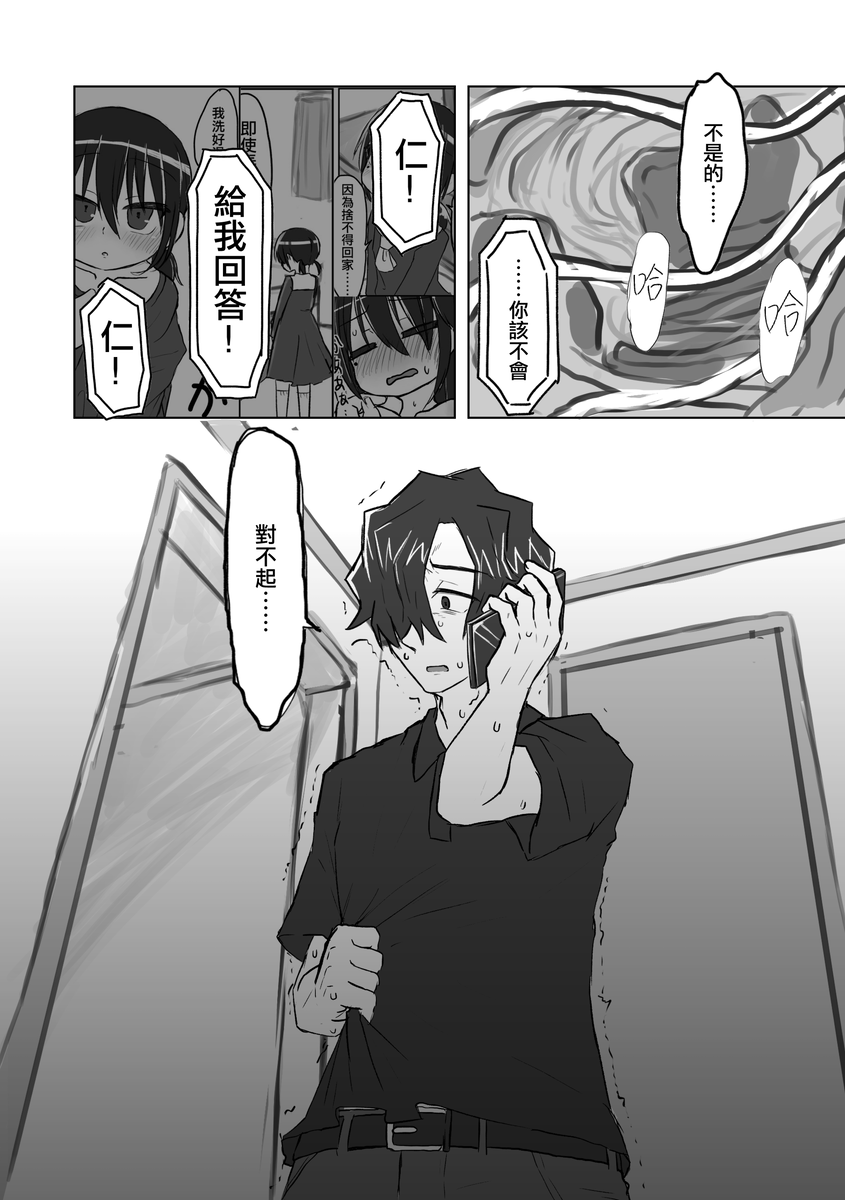 不是的……
……你該不會
哈
哈
仁！
因為捨不得回家……
即使
給我回答！
我洗好
仁！
対不起……